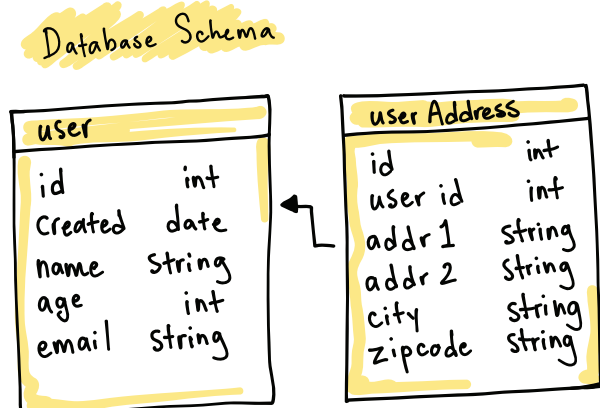 Database Schema
user
id int
created date
name string
age int
email string
user Address
id int
user id int
addr 1 string
addr 2 string
city string
zipcode string